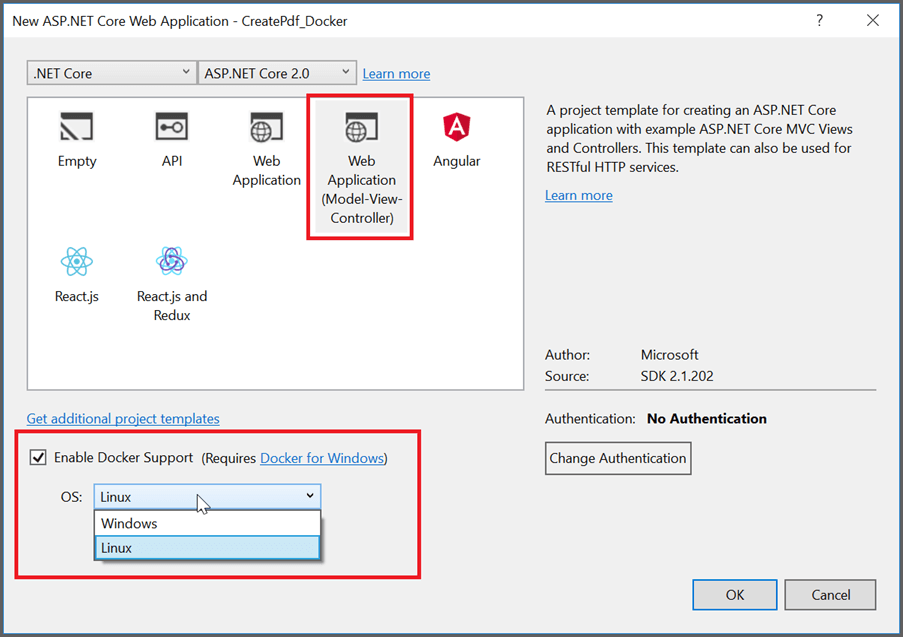 New ASP.NET Core Web Application - CreatePdf_Docker
?
.NET Core
ASP.NET Core 2.0
Learn more
Empty
API
Web
Application
Web
Application
(Model-View-
Controller)
Angular
React.js
React.js and
Redux
A project template for creating an ASP.NET Core
application with example ASP.NET Core MVC Views
and Controllers. This template can also be used for
RESTful HTTP services.
Learn more
Author: Microsoft
Source: SDK 2.1.202
Get additional project templates
Authentication: No Authentication
Change Authentication
Enable Docker Support (Requires Docker for Windows)
OS: Linux
Windows
Linux
OK
Cancel